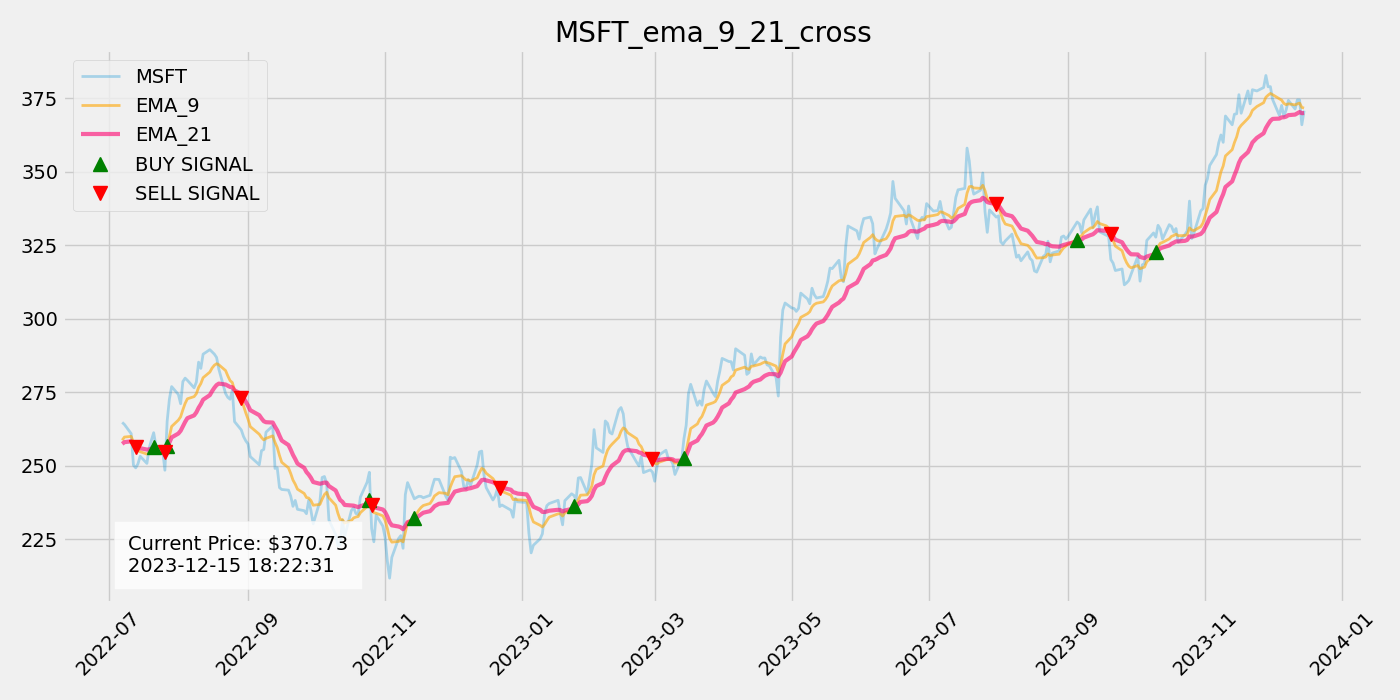 MSFT_ema_9_21_cross
MSFT
EMA_9
EMA_21
BUY SIGNAL
SELL SIGNAL
375
350
325
300
275
250
225
Current Price: $370.73
2023-12-15 18:22:31
2022-07
2022-09
2022-11
2023-01
2023-03
2023-05
2023-07
2023-09
2023-11
2024-01